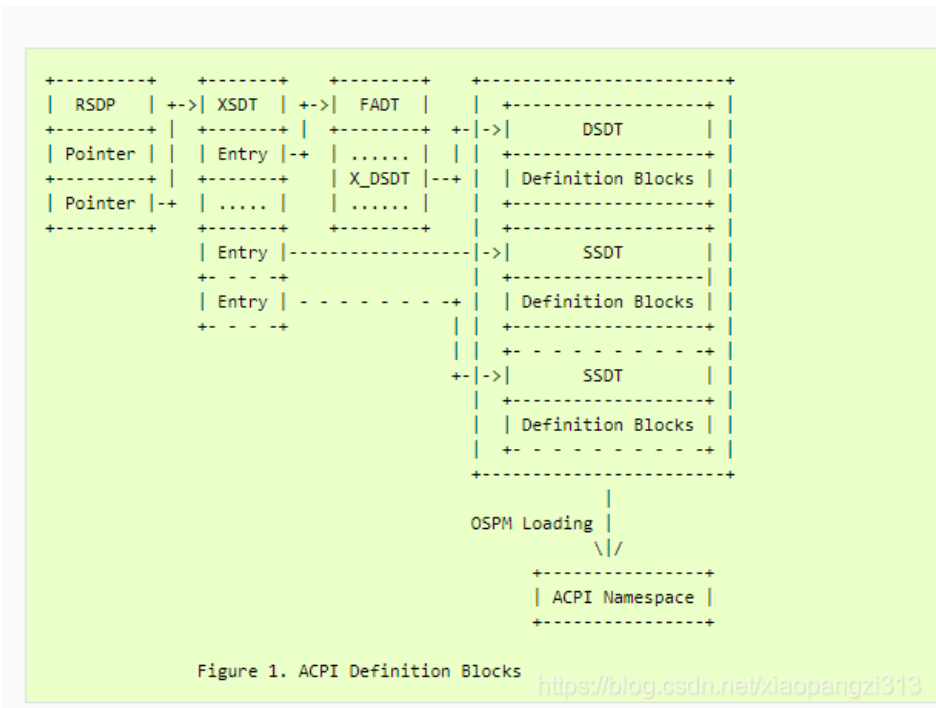 +---------+    +-------+    +--------+    +------------------------+
|  RSDP   | +->| XSDT  | +->|  FADT  |    |  +-------------------+ |
+---------+ |  +-------+ |  +--------+  +-|->|       DSDT        | |
| Pointer | |  | Entry |-+  | ...... |  | |  +-------------------+ |
+---------+ |  +-------+    | X_DSDT |--+ |  | Definition Blocks | |
| Pointer |-+  | ..... |    | ...... |    |  +-------------------+ |
+---------+    +-------+    +--------+    |  +-------------------+ |
               | Entry |------------------|->|       SSDT        | |
               +- - - -+                  |  +-------------------| |
               | Entry | - - - - - - - -+ |  | Definition Blocks | |
               +- - - -+                | |  +-------------------+ |
                                        | |  +- - - - - - - - - -+ |
                                        +-|->|       SSDT        | |
                                          |  +-------------------+ |
                                          |  | Definition Blocks | |
                                          |  +- - - - - - - - - -+ |
                                          +------------------------+
                                                       |
                                          OSPM Loading |
                                                      \|/
                                                +----------------+
                                                | ACPI Namespace |
                                                +----------------+
Figure 1. ACPI Definition Blocks
https://blog.csdn.net/xiaopangzi313